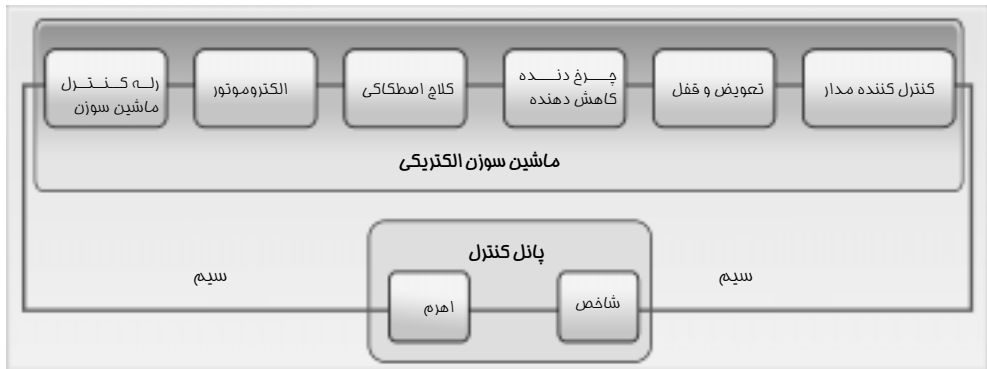 کنترل کننده مدار
تعویض و قفل
چرخ دنده
کاهش دهنده
کلاچ اصطکاکی
الکتروموتور
رله کنترل
ماشین سوزن
ماشین سوزن الکتریکی
پانل کنترل
سیم
شاخص
اهرم
سیم